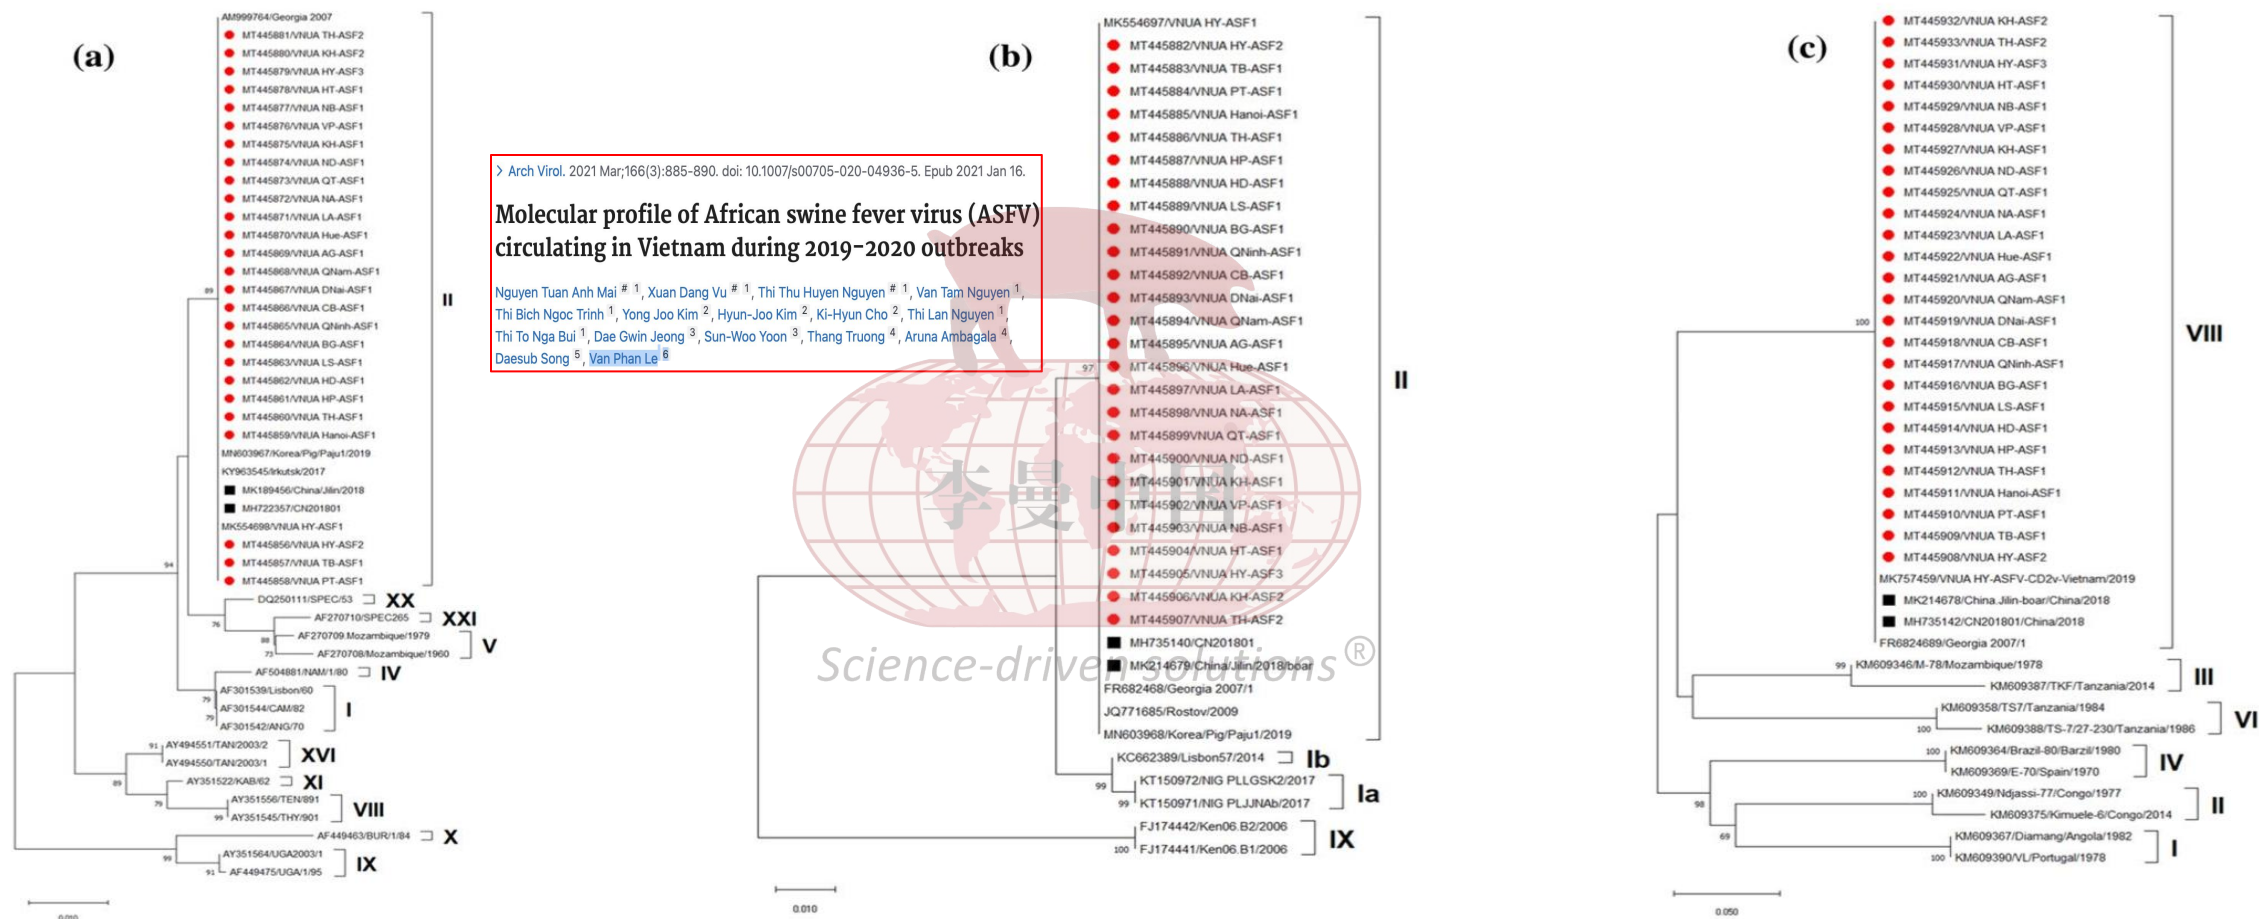 (a)
AM999764/Georgia 2007
MT445881/VNUA TH-ASF2
MT445880/VNUA KH-ASF2
MT445879/VNUA HY-ASF3
MT445878/VNUA HT-ASF1
MT445877/VNUA NB-ASF1
MT445876/VNUA VP-ASF1
MT445875/VNUA KH-ASF1
MT445874/VNUA ND-ASF1
MT445873/VNUA QT-ASF1
MT445872/VNUA NA-ASF1
MT445871/VNUA LA-ASF1
MT445870/VNUA Hue-ASF1
MT445869/VNUA AG-ASF1
MT445868/VNUA QNam-ASF1
MT445867/VNUA DNai-ASF1
MT445866/VNUA CB-ASF1
MT445865/VNUA QNinh-ASF1
MT445864/VNUA BG-ASF1
MT445863/VNUA LS-ASF1
MT445862/VNUA HD-ASF1
MT445861/VNUA HP-ASF1
MT445860/VNUA TH-ASF1
MT445859/VNUA Hanoi-ASF1
MN603967/Korea/Pig/Paju1/2019
KY963545/Irkutsk/2017
MK189456/China/Jilin/2018
MH722357/CN201801
MK554698/VNUA HY-ASF1
MT445856/VNUA HY-ASF2
MT445857/VNUA TB-ASF1
MT445858/VNUA PT-ASF1
II
89
94
DQ250111/SPEC/53
XX
AF270710/SPEC265
XXI
76
AF270709.Mozambique/1979
88
AF270708/Mozambique/1960
73
V
AF504881/NAM/1/80
IV
AF301539/Lisbon/60
79
AF301544/CAM/82
79
AF301542/ANG/70
I
91
AY494551/TAN/2003/2
AY494550/TAN/2003/1
XVI
89
AY351522/KAB/62
XI
79
AY351556/TEN/891
99
AY351545/THY/901
VIII
AF449463/BUR/1/84
X
99
AY351564/UGA2003/1
91
AF449475/UGA/1/95
IX
0.010
> Arch Virol. 2021 Mar;166(3):885-890. doi: 10.1007/s00705-020-04936-5. Epub 2021 Jan 16.
Molecular profile of African swine fever virus (ASFV)
circulating in Vietnam during 2019-2020 outbreaks
Nguyen Tuan Anh Mai # 1, Xuan Dang Vu # 1, Thi Thu Huyen Nguyen # 1, Van Tam Nguyen 1,
Thi Bich Ngoc Trinh 1, Yong Joo Kim 2, Hyun-Joo Kim 2, Ki-Hyun Cho 2, Thi Lan Nguyen 1,
Thi To Nga Bui 1, Dae Gwin Jeong 3, Sun-Woo Yoon 3, Thang Truong 4, Aruna Ambagala 4,
Daesub Song 5, Van Phan Le 6
(b)
MK554697/VNUA HY-ASF1
MT445882/VNUA HY-ASF2
MT445883/VNUA TB-ASF1
MT445884/VNUA PT-ASF1
MT445885/VNUA Hanoi-ASF1
MT445886/VNUA TH-ASF1
MT445887/VNUA HP-ASF1
MT445888/VNUA HD-ASF1
MT445889/VNUA LS-ASF1
MT445890/VNUA BG-ASF1
MT445891/VNUA QNinh-ASF1
MT445892/VNUA CB-ASF1
MT445893/VNUA DNai-ASF1
MT445894/VNUA QNam-ASF1
MT445895/VNUA AG-ASF1
MT445896/VNUA Hue-ASF1
MT445897/VNUA LA-ASF1
MT445898/VNUA NA-ASF1
MT445899VNUA QT-ASF1
MT445900/VNUA ND-ASF1
MT445901/VNUA KH-ASF1
MT445902/VNUA VP-ASF1
MT445903/VNUA NB-ASF1
MT445904/VNUA HT-ASF1
MT445905/VNUA HY-ASF3
MT445906/VNUA KH-ASF2
MT445907/VNUA TH-ASF2
MH735140/CN201801
MK214679/China/Jilin/2018/boar
FR682468/Georgia 2007/1
JQ771685/Rostov/2009
MN603968/Korea/Pig/Paju1/2019
97
II
KC662389/Lisbon57/2014
Ib
99
KT150972/NIG PLLGSK2/2017
99
KT150971/NIG PLJJNAb/2017
Ia
FJ174442/Ken06.B2/2006
100
FJ174441/Ken06.B1/2006
IX
0.010
李曼中国
Science-driven solutions®
(c)
MT445932/VNUA KH-ASF2
MT445933/VNUA TH-ASF2
MT445931/VNUA HY-ASF3
MT445930/VNUA HT-ASF1
MT445929/VNUA NB-ASF1
MT445928/VNUA VP-ASF1
MT445927/VNUA KH-ASF1
MT445926/VNUA ND-ASF1
MT445925/VNUA QT-ASF1
MT445924/VNUA NA-ASF1
MT445923/VNUA LA-ASF1
MT445922/VNUA Hue-ASF1
MT445921/VNUA AG-ASF1
MT445920/VNUA QNam-ASF1
MT445919/VNUA DNai-ASF1
MT445918/VNUA CB-ASF1
MT445917/VNUA QNinh-ASF1
MT445916/VNUA BG-ASF1
MT445915/VNUA LS-ASF1
MT445914/VNUA HD-ASF1
MT445913/VNUA HP-ASF1
MT445912/VNUA TH-ASF1
MT445911/VNUA Hanoi-ASF1
MT445910/VNUA PT-ASF1
MT445909/VNUA TB-ASF1
MT445908/VNUA HY-ASF2
MK757459/VNUA HY-ASFV-CD2v-Vietnam/2019
MK214678/China.Jilin-boar/China/2018
MH735142/CN201801/China/2018
FR6824689/Georgia 2007/1
100
VIII
99
KM609346/M-78/Mozambique/1978
KM609387/TKF/Tanzania/2014
III
KM609358/TS7/Tanzania/1984
100
KM609388/TS-7/27-230/Tanzania/1986
VI
100
KM609364/Brazil-80/Barzil/1980
KM609369/E-70/Spain/1970
IV
98
100
KM609349/Ndjassi-77/Congo/1977
KM609375/Kimuele-6/Congo/2014
II
69
KM609367/Diamang/Angola/1982
100
KM609390/VL/Portugal/1978
I
0.050